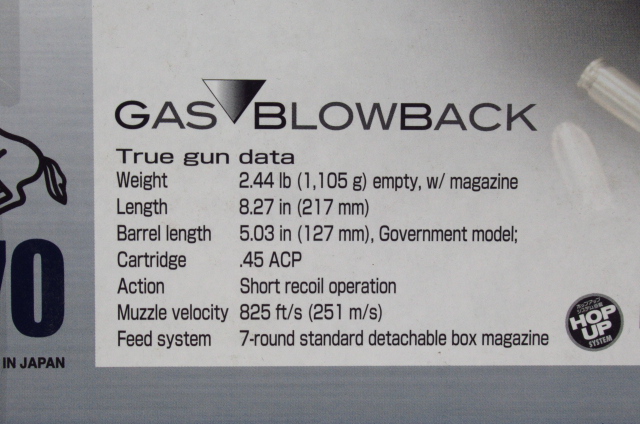 GAS BLOWBACK
True gun data
Weight 2.44 lb (1,105 g) empty, w/ magazine
Length 8.27 in (217 mm)
Barrel length 5.03 in (127 mm), Government model;
Cartridge .45 ACP
Action Short recoil operation
Muzzle velocity 825 ft/s (251 m/s)
Feed system 7-round standard detachable box magazine
70
IN JAPAN
HOP
UP
SYSTEM